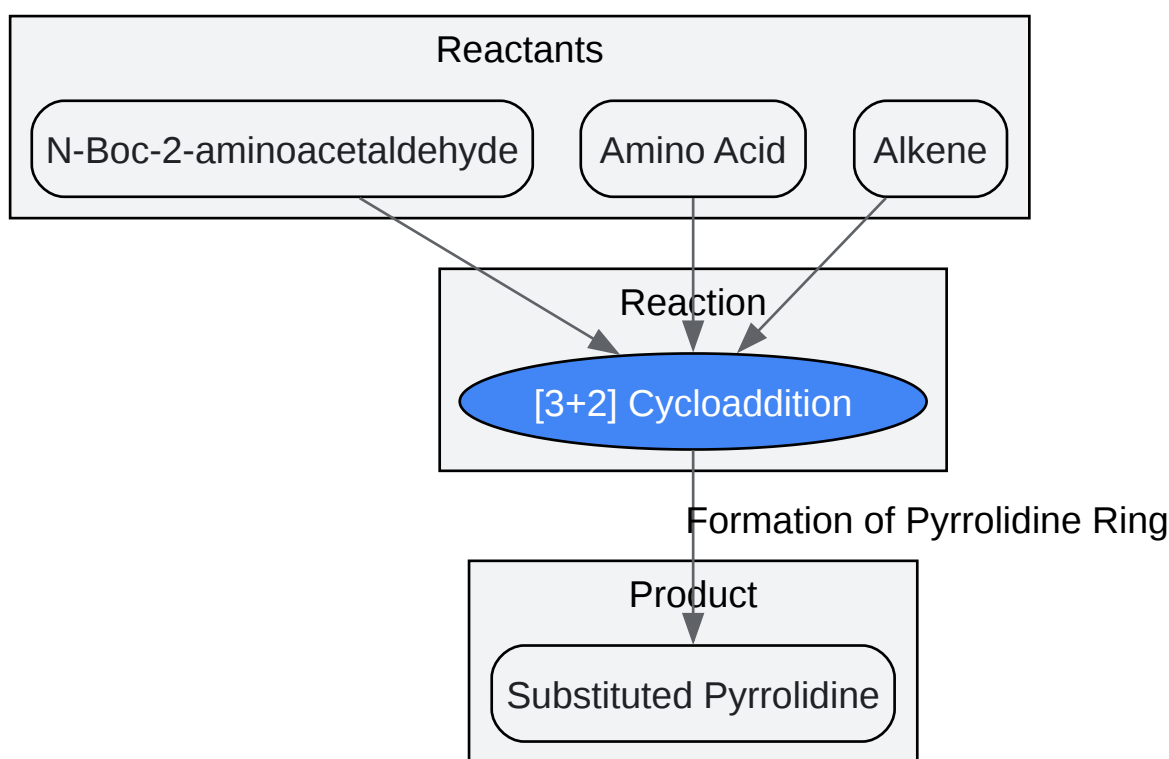 Reactants
N-Boc-2-aminoacetaldehyde
Amino Acid
Alkene
Reaction
[3+2] Cycloaddition
Formation of Pyrrolidine Ring
Product
Substituted Pyrrolidine